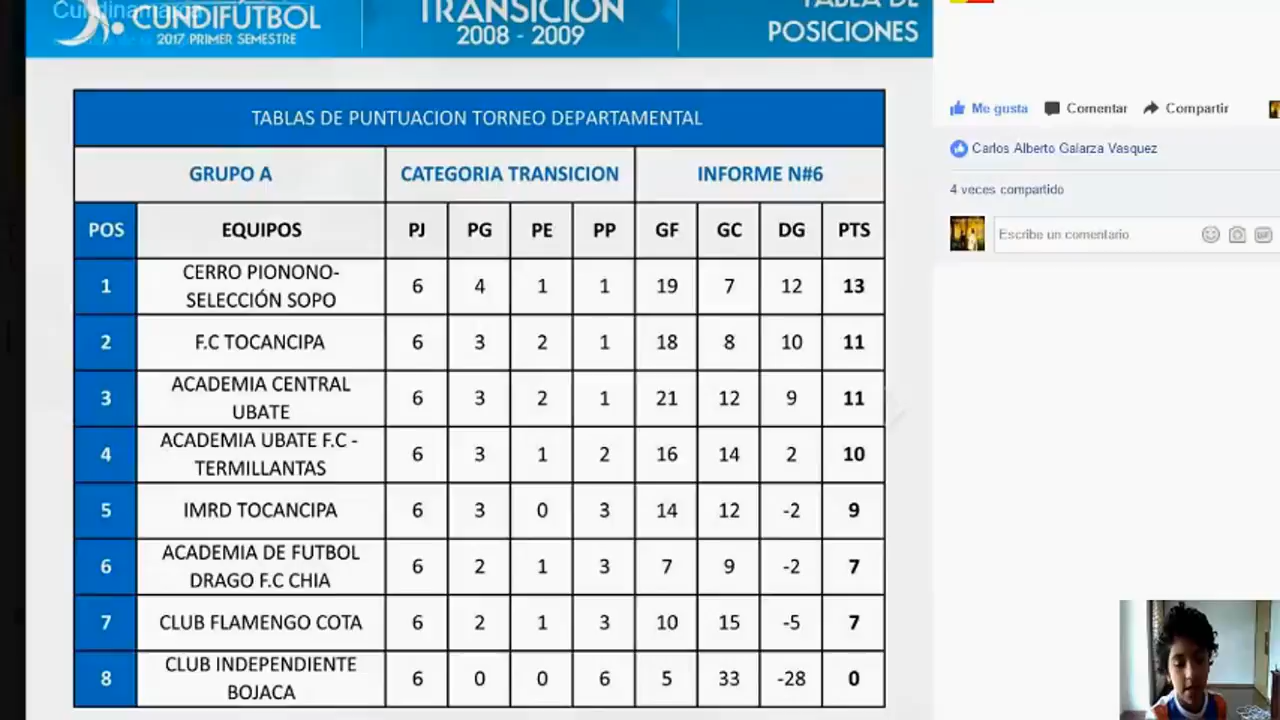 Cundinamarca
CUNDIFÚTBOL
2017 PRIMER SEMESTRE
TRANSICIÓN
2008 - 2009
TABLA DE
POSICIONES
TABLAS DE PUNTUACION TORNEO DEPARTAMENTAL
GRUPO A CATEGORIA TRANSICION INFORME N#6
POS EQUIPOS PJ PG PE PP GF GC DG PTS
1 CERRO PIONONO-
SELECCIÓN SOPO 6 4 1 1 19 7 12 13
2 F.C TOCANCIPA 6 3 2 1 18 8 10 11
3 ACADEMIA CENTRAL
UBATE 6 3 2 1 21 12 9 11
4 ACADEMIA UBATE F.C -
TERMILLANTAS 6 3 1 2 16 14 2 10
5 IMRD TOCANCIPA 6 3 0 3 14 12 -2 9
6 ACADEMIA DE FUTBOL
DRAGO F.C CHIA 6 2 1 3 7 9 -2 7
7 CLUB FLAMENGO COTA 6 2 1 3 10 15 -5 7
8 CLUB INDEPENDIENTE
BOJACA 6 0 0 6 5 33 -28 0
Me gusta Comentar Compartir
Carlos Alberto Galarza Vasquez
4 veces compartido
Escribe un comentario